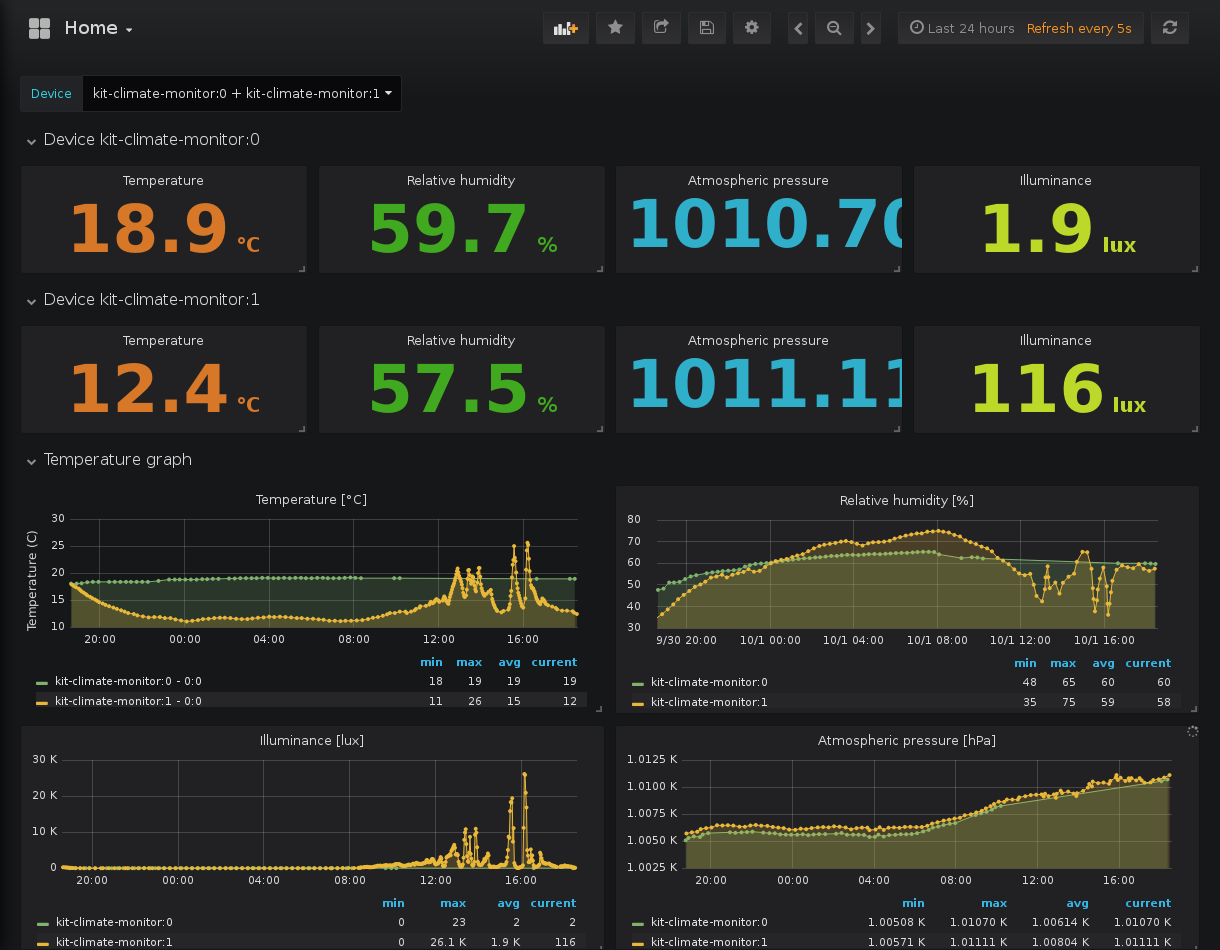 Home
Last 24 hours Refresh every 5s
Device kit-climate-monitor:0 + kit-climate-monitor:1
Device kit-climate-monitor:0
Temperature Relative humidity Atmospheric pressure Illuminance
18.9 °C 59.7 % 1010.70 1.9 lux
Device kit-climate-monitor:1
Temperature Relative humidity Atmospheric pressure Illuminance
12.4 °C 57.5 % 1011.11 116 lux
Temperature graph
Temperature [°C]
Temperature (C)
30
25
20
15
10
20:00 00:00 04:00 08:00 12:00 16:00
min max avg current
kit-climate-monitor:0 - 0:0 18 19 19 19
kit-climate-monitor:1 - 0:0 11 26 15 12
Relative humidity [%]
80
70
60
50
40
30
9/30 20:00 10/1 00:00 10/1 04:00 10/1 08:00 10/1 12:00 10/1 16:00
min max avg current
kit-climate-monitor:0 48 65 60 60
kit-climate-monitor:1 35 75 59 58
Illuminance [lux]
30 K
20 K
10 K
0
20:00 00:00 04:00 08:00 12:00 16:00
min max avg current
kit-climate-monitor:0 0 23 2 2
kit-climate-monitor:1 0 26.1 K 1.9 K 116
Atmospheric pressure [hPa]
1.0125 K
1.0100 K
1.0075 K
1.0050 K
1.0025 K
20:00 00:00 04:00 08:00 12:00 16:00
min max avg current
kit-climate-monitor:0 1.00508 K 1.01070 K 1.00614 K 1.01070 K
kit-climate-monitor:1 1.00571 K 1.01111 K 1.00804 K 1.01111 K